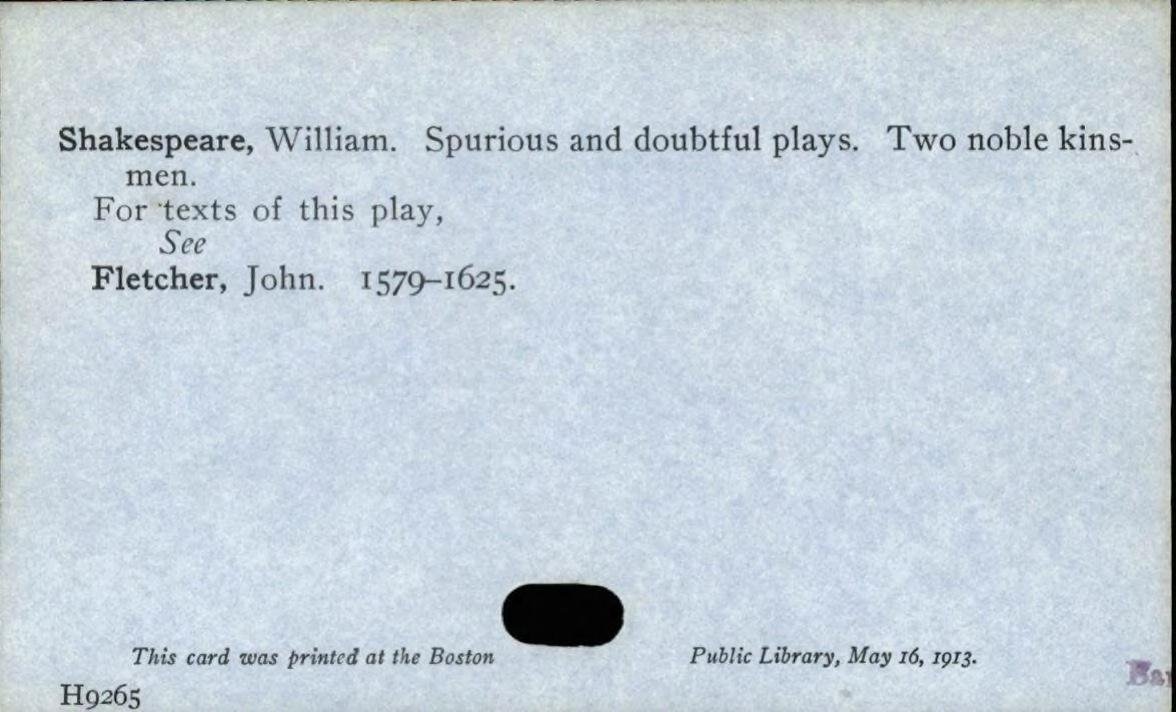 Shakespeare, William. Spurious and doubtful plays. Two noble kins-
men.
For texts of this play,
See
Fletcher, John. 1579–1625.
This card was printed at the Boston Public Library, May 16, 1913.
H9265